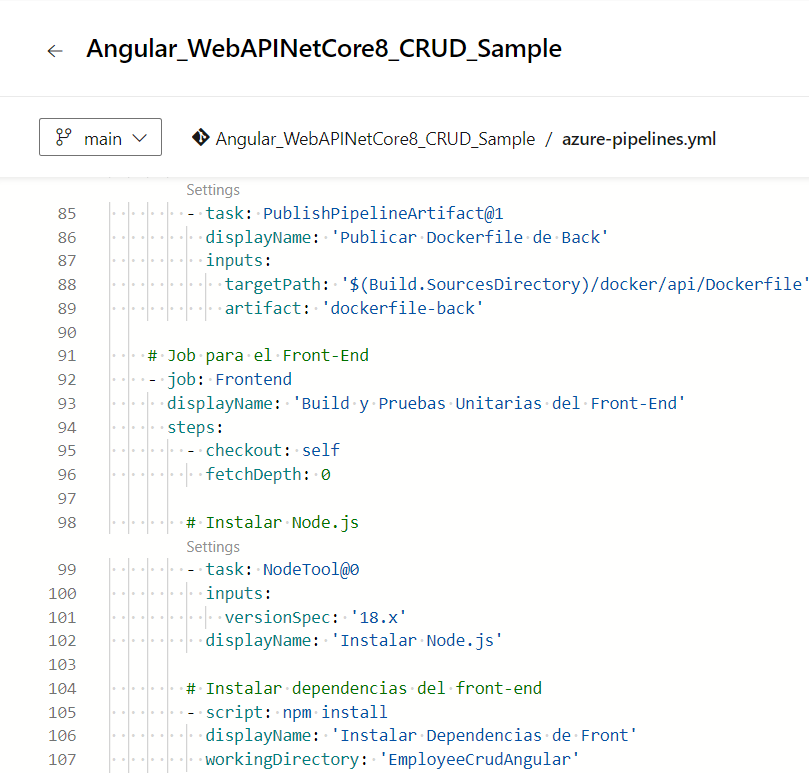 Angular_WebAPINetCore8_CRUD_Sample
main Angular_WebAPINetCore8_CRUD_Sample / azure-pipelines.yml
Settings
85 - task: PublishPipelineArtifact@1
86 displayName: 'Publicar Dockerfile de Back'
87 inputs:
88 targetPath: '$(Build.SourcesDirectory)/docker/api/Dockerfile'
89 artifact: 'dockerfile-back'
90
91 # Job para el Front-End
92 - job: Frontend
93 displayName: 'Build y Pruebas Unitarias del Front-End'
94 steps:
95 - checkout: self
96 fetchDepth: 0
97
98 # Instalar Node.js
Settings
99 - task: NodeTool@0
100 inputs:
101 versionSpec: '18.x'
102 displayName: 'Instalar Node.js'
103
104 # Instalar dependencias del front-end
105 - script: npm install
106 displayName: 'Instalar Dependencias de Front'
107 workingDirectory: 'EmployeeCrudAngular'